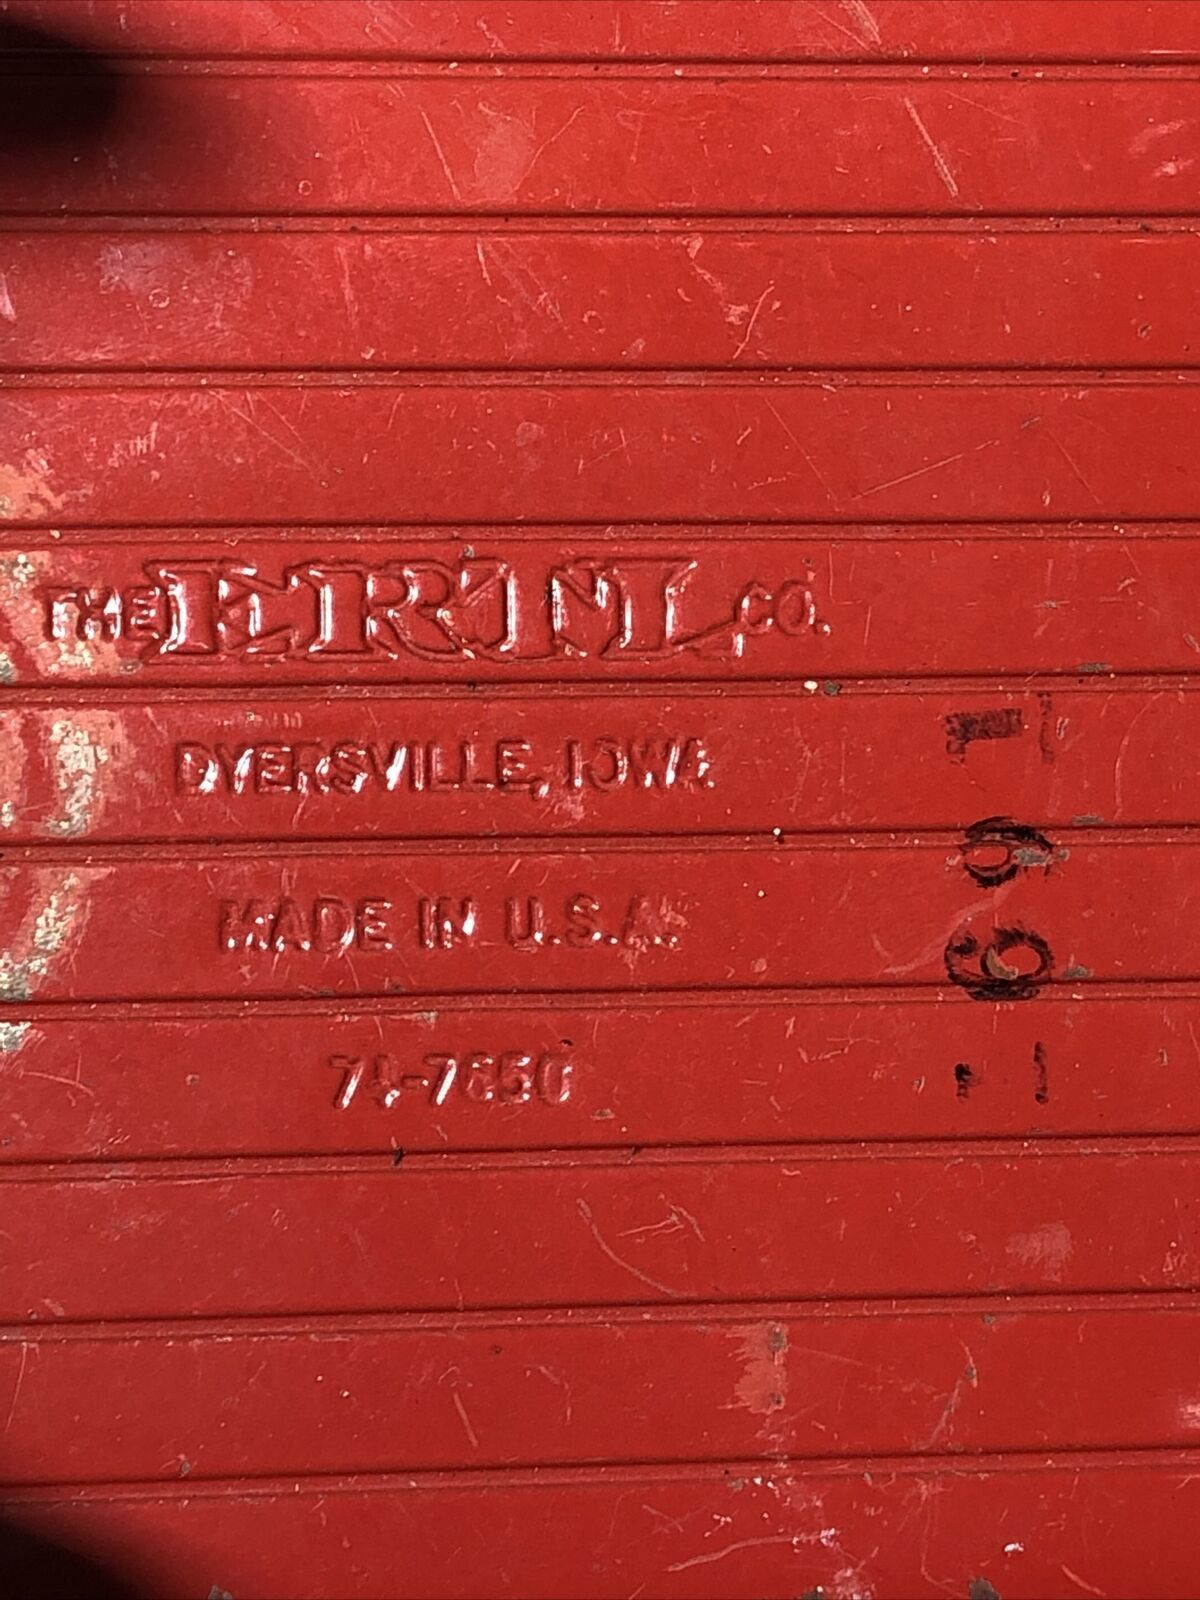 THE ERTL CO.
DYERSVILLE, IOWA
MADE IN U.S.A.
74-7650